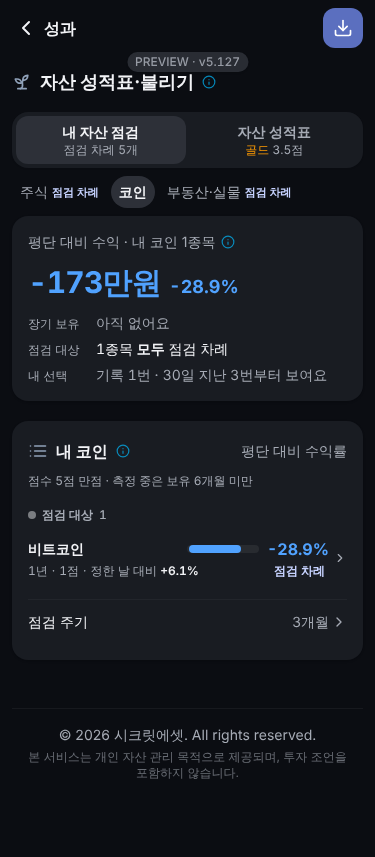 성과
PREVIEW · v5.127
자산 성적표·불리기
내 자산 점검
점검 차례 5개
자산 성적표
골드 3.5점
주식 점검 차례
코인
부동산·실물 점검 차례
평단 대비 수익 · 내 코인 1종목
-173만원 -28.9%
장기 보유 아직 없어요
점검 대상 1종목 모두 점검 차례
내 선택 기록 1번 · 30일 지난 3번부터 보여요
내 코인 평단 대비 수익률
점수 5점 만점 · 측정 중은 보유 6개월 미만
점검 대상 1
비트코인 -28.9%
1년 · 1점 · 정한 날 대비 +6.1% 점검 차례
점검 주기 3개월
© 2026 시크릿에셋. All rights reserved.
본 서비스는 개인 자산 관리 목적으로 제공되며, 투자 조언을
포함하지 않습니다.